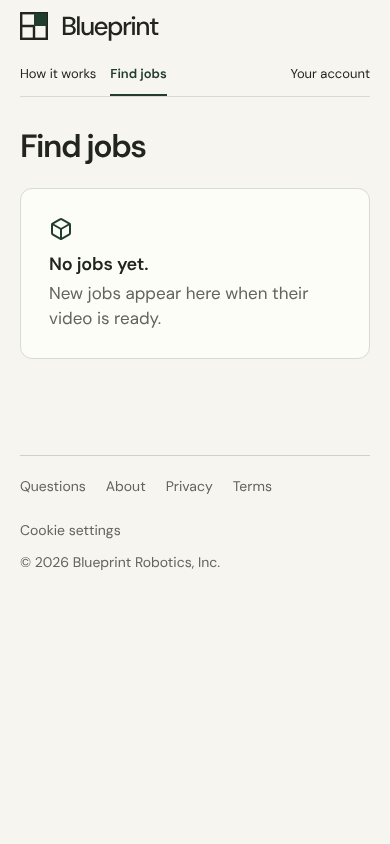 Blueprint
How it works Find jobs Your account
Find jobs
No jobs yet.
New jobs appear here when their
video is ready.
Questions About Privacy Terms
Cookie settings
© 2026 Blueprint Robotics, Inc.